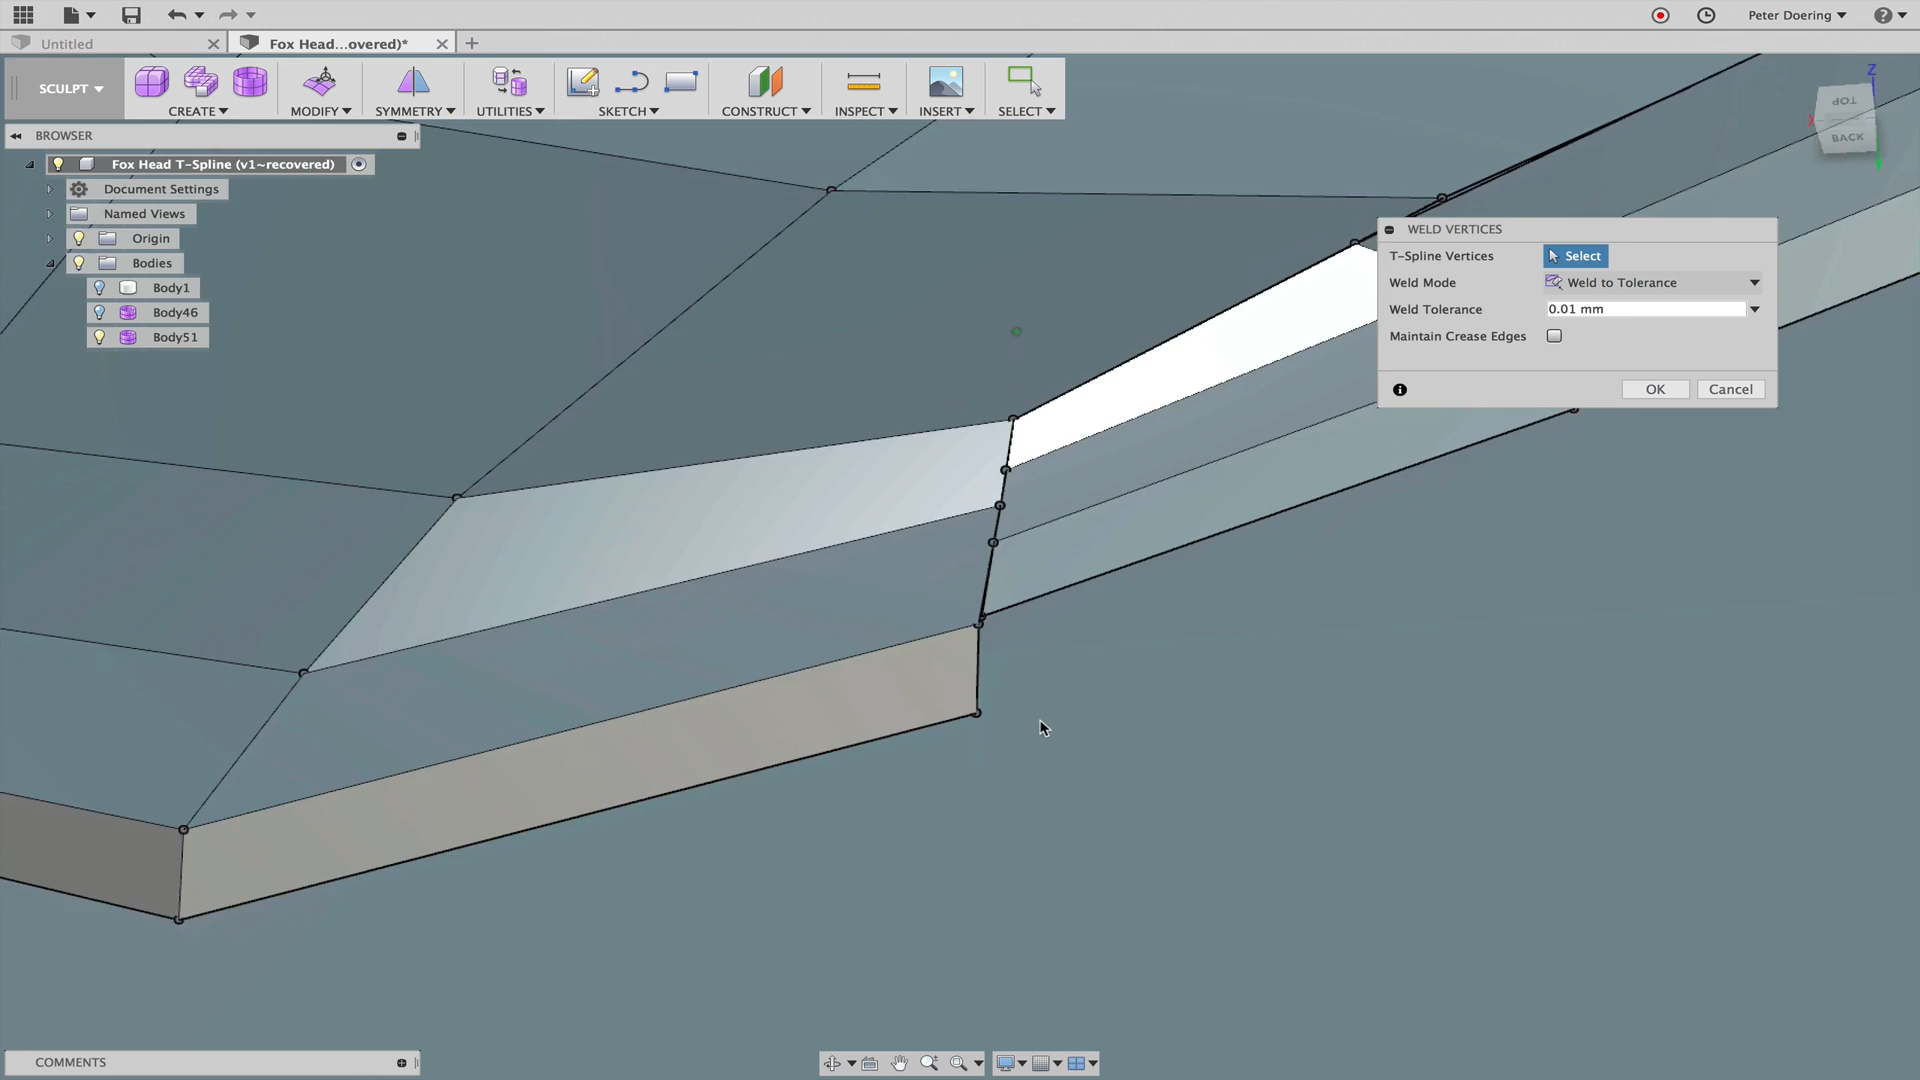 Peter Doering
Untitled
Fox Head...overed)*
SCULPT
CREATE
MODIFY
SYMMETRY
UTILITIES
SKETCH
CONSTRUCT
INSPECT
INSERT
SELECT
BROWSER
Fox Head T-Spline (v1~recovered)
Document Settings
Named Views
Origin
Bodies
Body1
Body46
Body51
Z
TOP
X
BACK
WELD VERTICES
T-Spline Vertices Select
Weld Mode Weld to Tolerance
Weld Tolerance 0.01 mm
Maintain Crease Edges
OK Cancel
COMMENTS